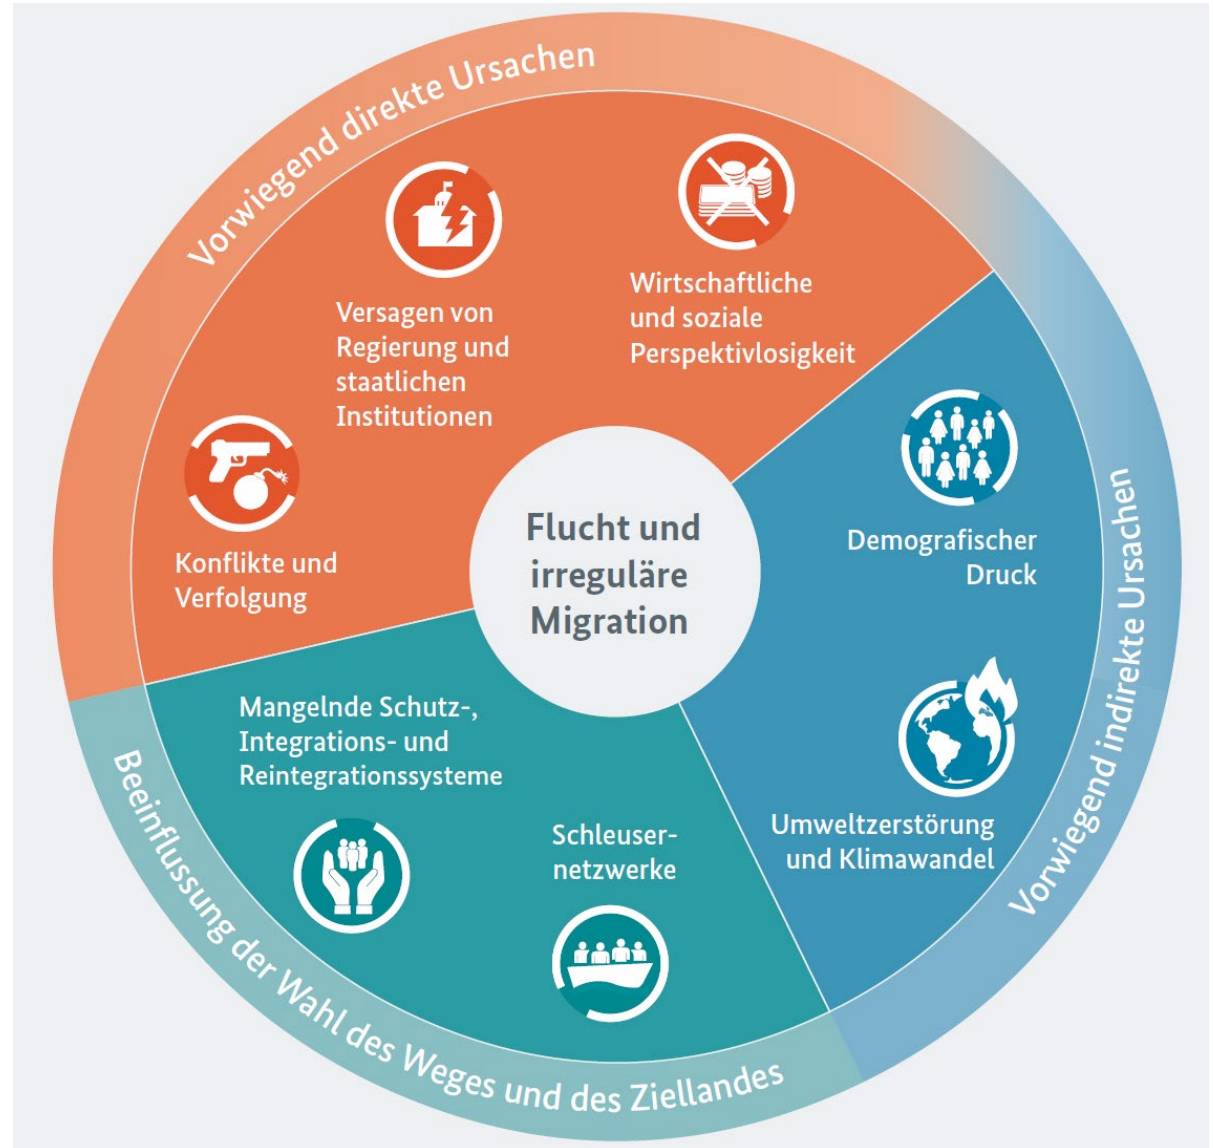 Vorwiegend direkte Ursachen
Wirtschaftliche
und soziale
Perspektivlosigkeit
Versagen von
Regierung und
staatlichen
Institutionen
Konflikte und
Verfolgung
Flucht und
irreguläre
Migration
Demografischer
Druck
Umweltzerstörung
und Klimawandel
Vorwiegend indirekte Ursachen
Mangelnde Schutz-,
Integrations- und
Reintegrationssysteme
Schleuser-
netzwerke
Beeinflussung der Wahl des Weges und des Ziellandes